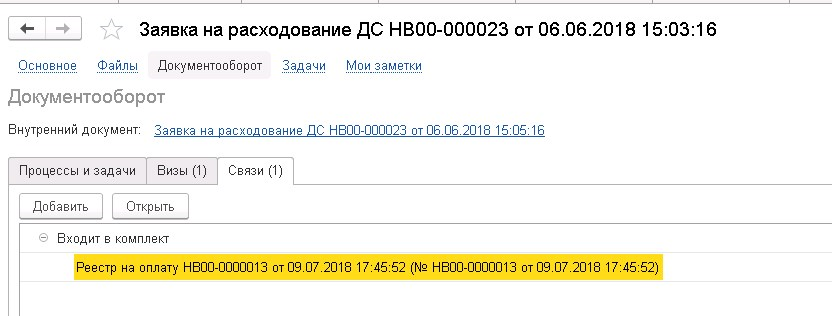 Заявка на расходование ДС НВ00-000023 от 06.06.2018 15:03:16
Основное Файлы Документооборот Задачи Мои заметки
Документооборот
Внутренний документ: Заявка на расходование ДС НВ00-000023 от 06.06.2018 15:05:16
Процессы и задачи Визы (1) Связи (1)
Добавить Открыть
Входит в комплект
Реестр на оплату НВ00-0000013 от 09.07.2018 17:45:52 (№ НВ00-0000013 от 09.07.2018 17:45:52)